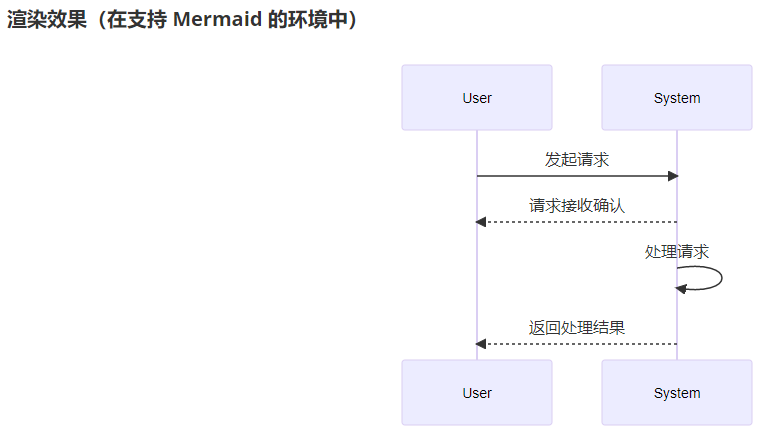 渲染效果（在支持 Mermaid 的环境中）
User System
发起请求
请求接收确认
处理请求
返回处理结果
User System